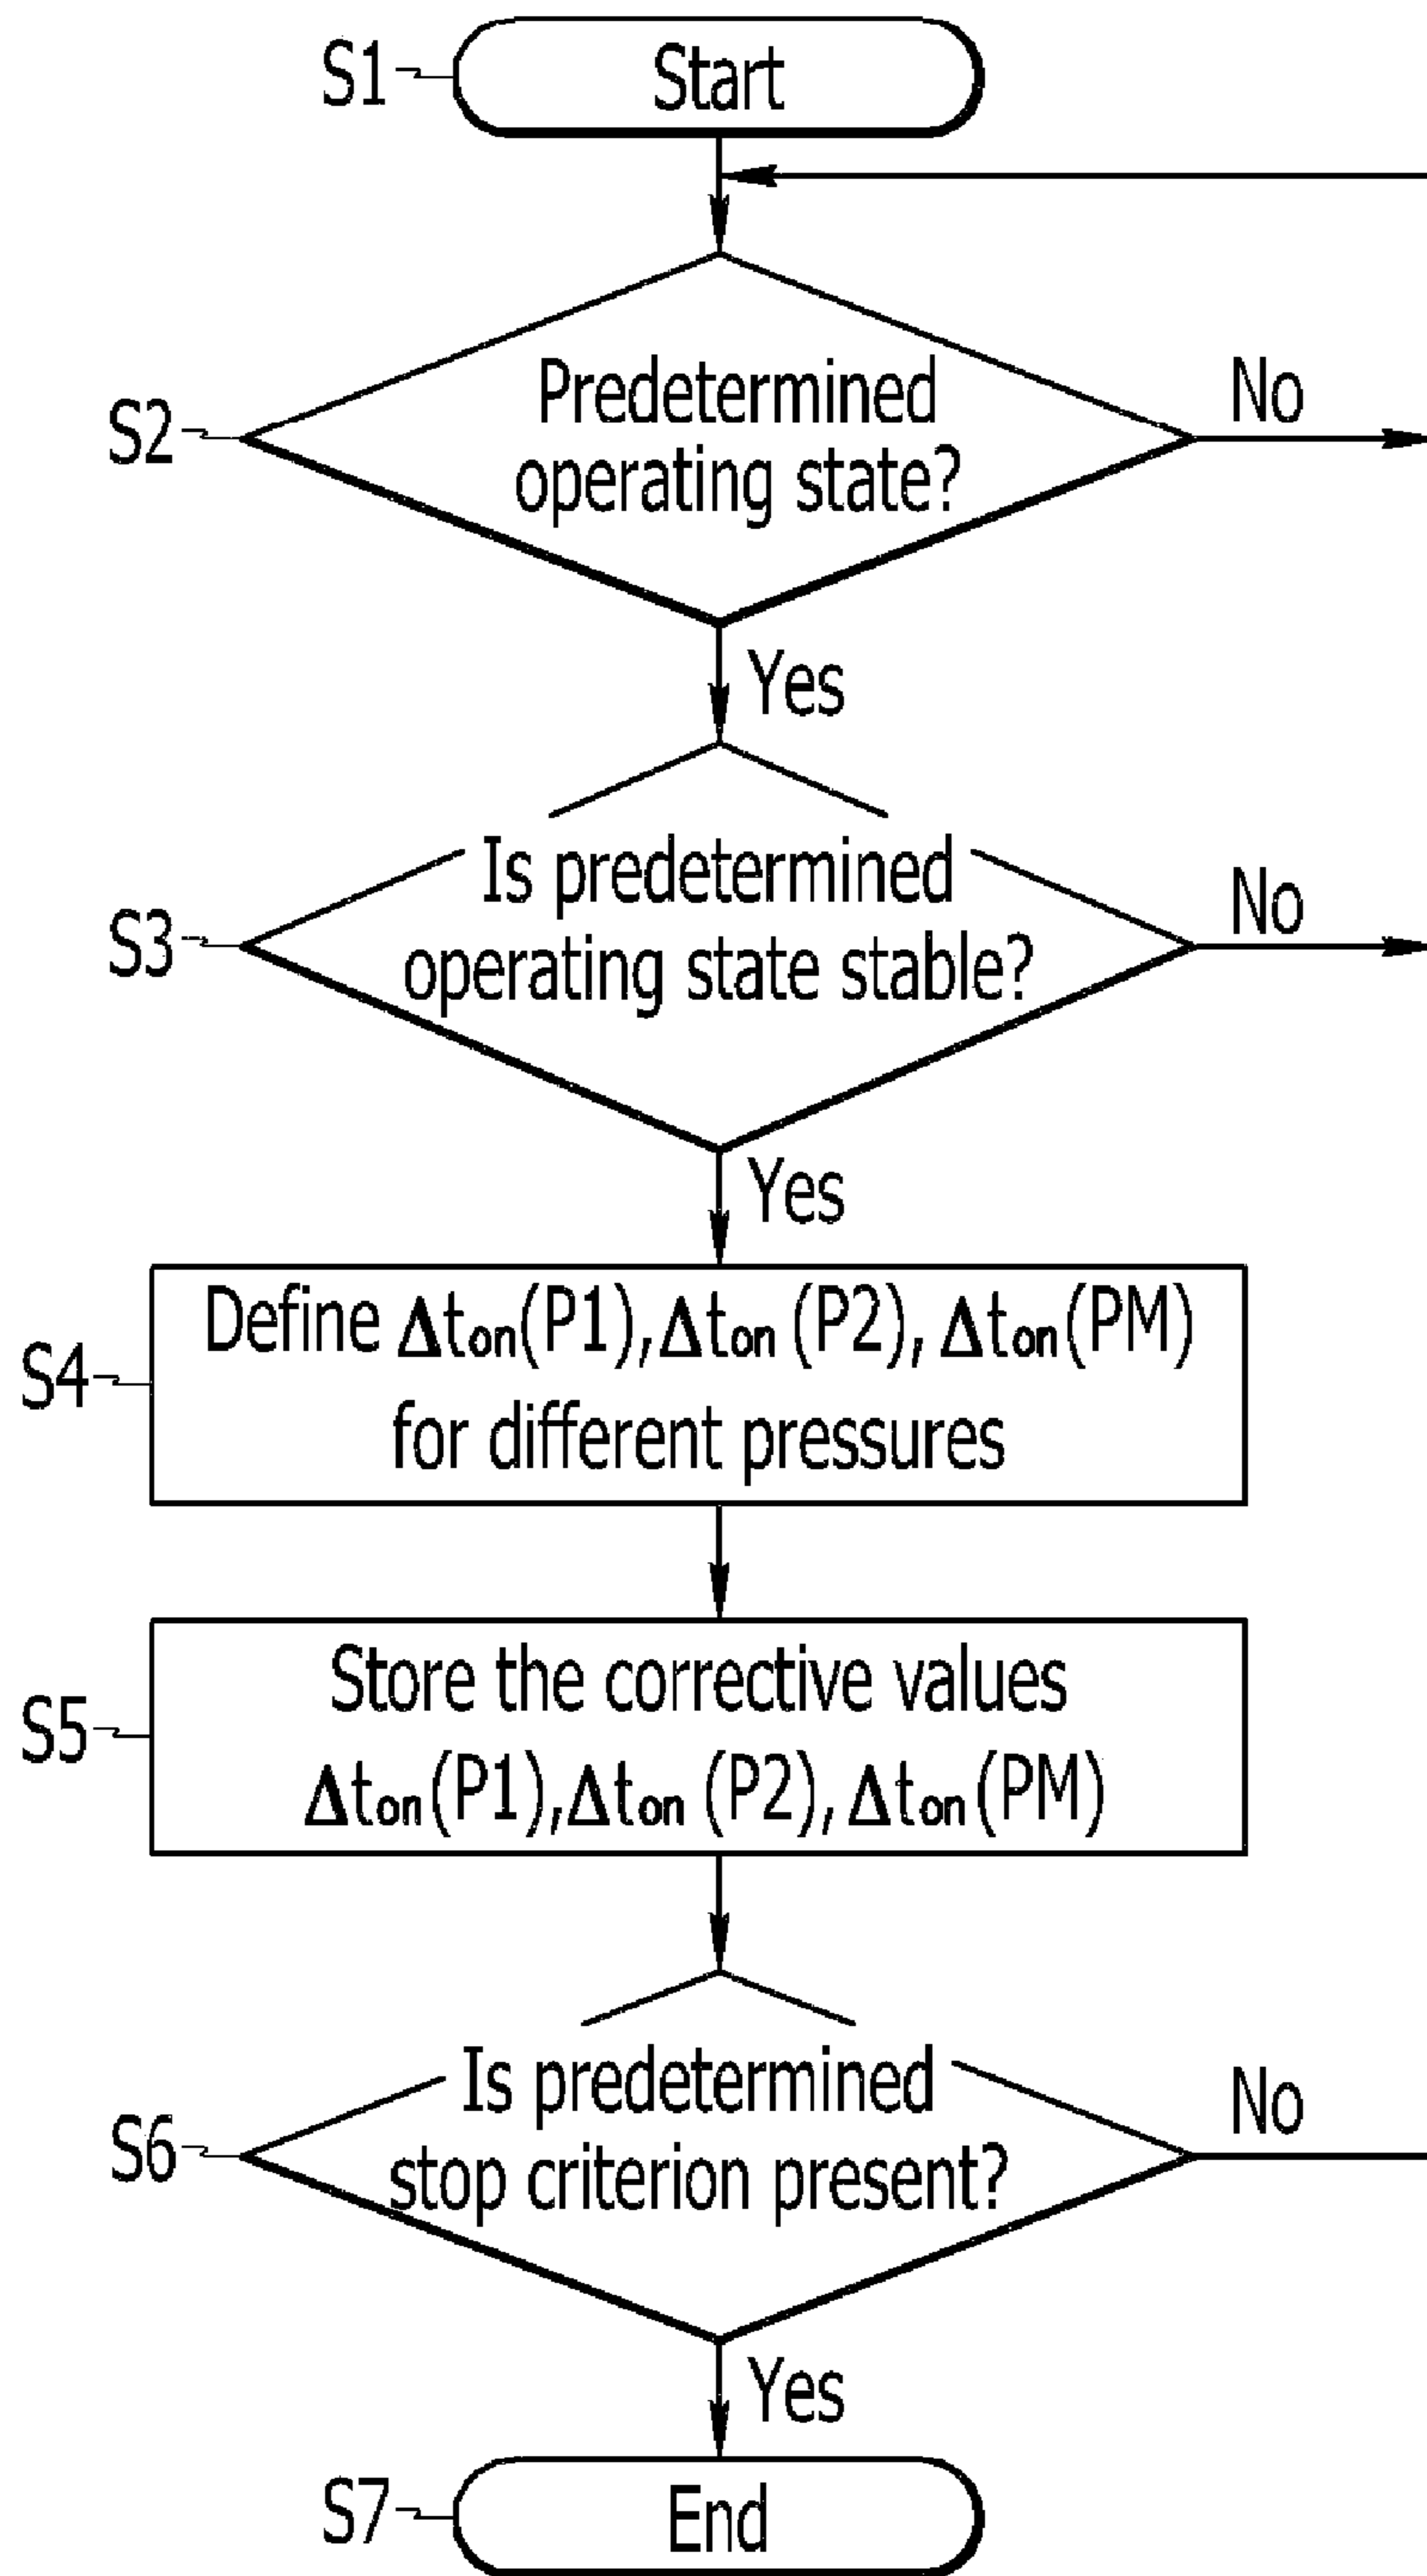 S1
Start
S2
Predetermined
operating state?
No
Yes
S3
Is predetermined
operating state stable?
No
Yes
S4
Define Δton(P1),Δton (P2), Δton(PM)
for different pressures
S5
Store the corrective values
Δton(P1),Δton (P2), Δton(PM)
S6
Is predetermined
stop criterion present?
No
Yes
S7
End